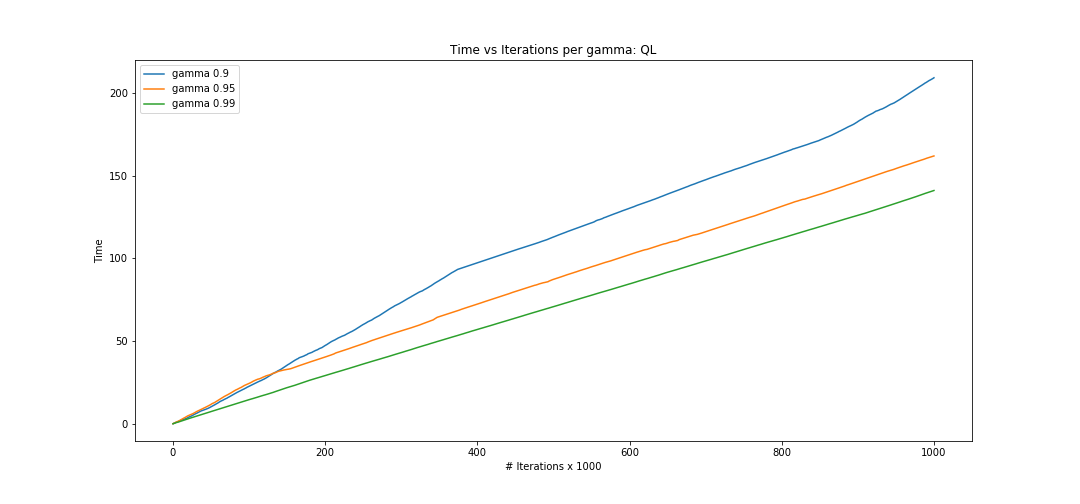 Time vs Iterations per gamma: QL
gamma 0.9
gamma 0.95
gamma 0.99
200
150
100
50
0
Time
0 200 400 600 800 1000
# Iterations x 1000